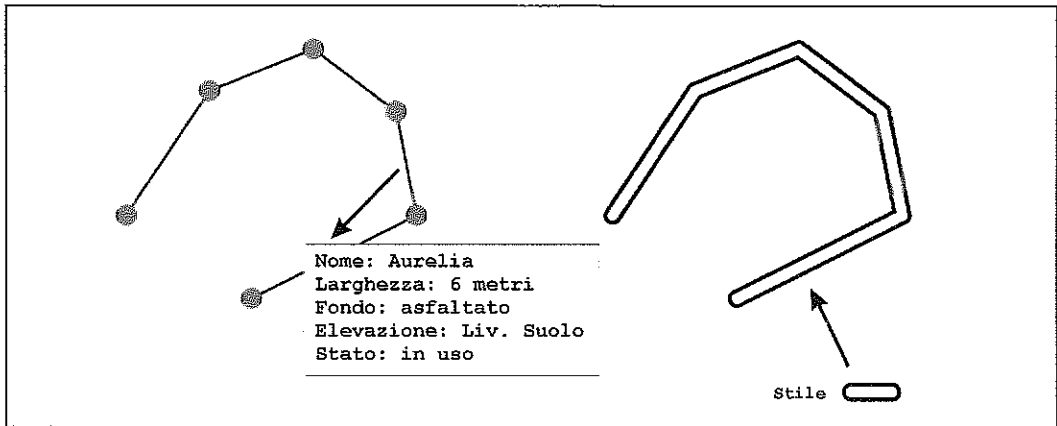 Nome: Aurelia
Larghezza: 6 metri
Fondo: asfaltato
Elevazione: Liv. Suolo
Stato: in uso
Stile